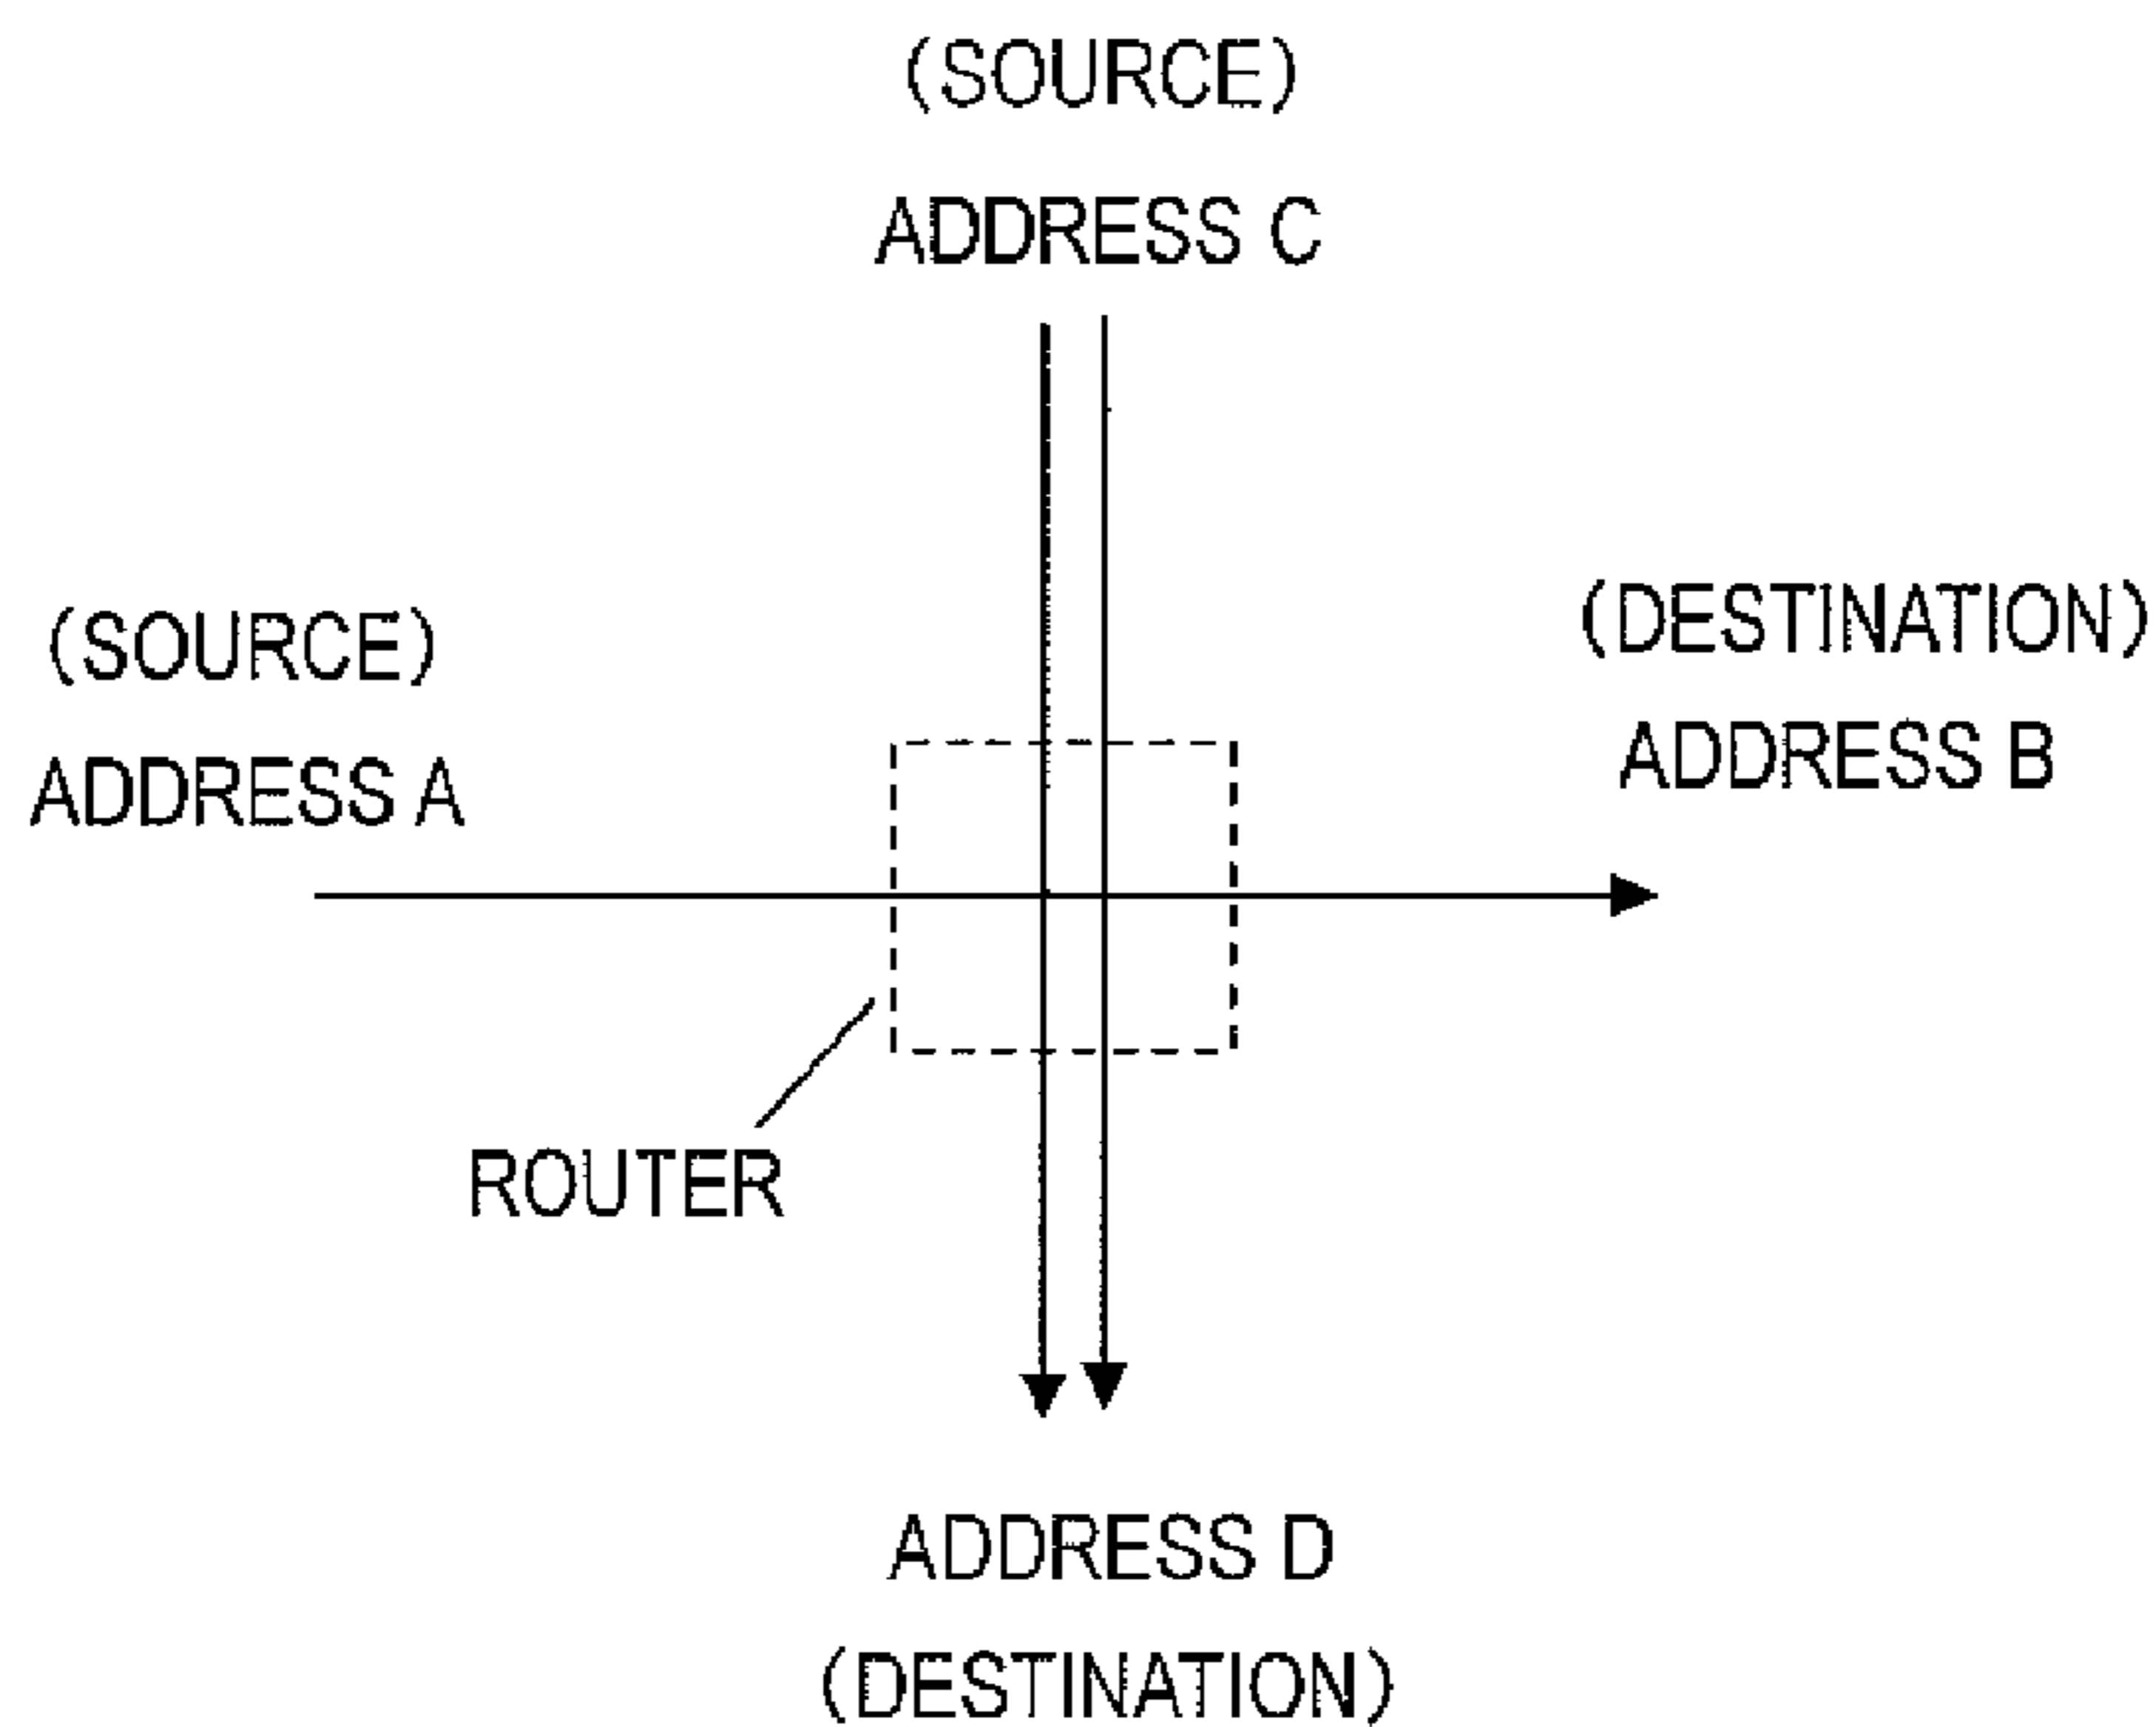 (SOURCE)
ADDRESS C
(SOURCE)
ADDRESS A
(DESTINATION)
ADDRESS B
ROUTER
ADDRESS D
(DESTINATION)